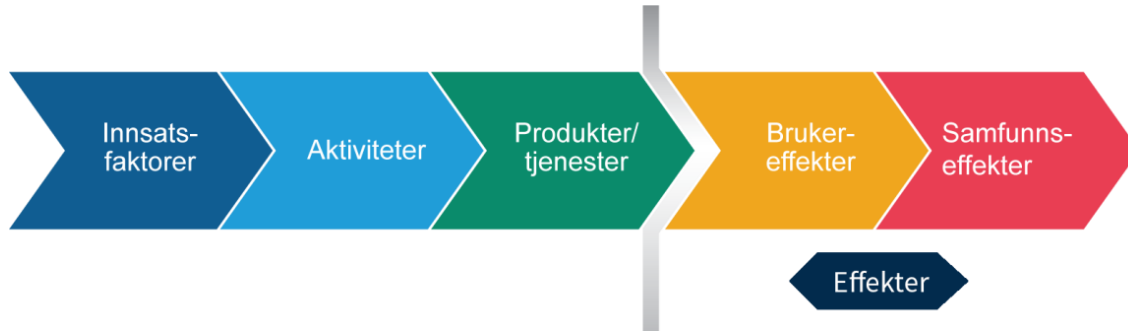 Innsats-
faktorer
Aktiviteter
Produkter/
tjenester
Bruker-
effekter
Samfunns-
effekter
Effekter